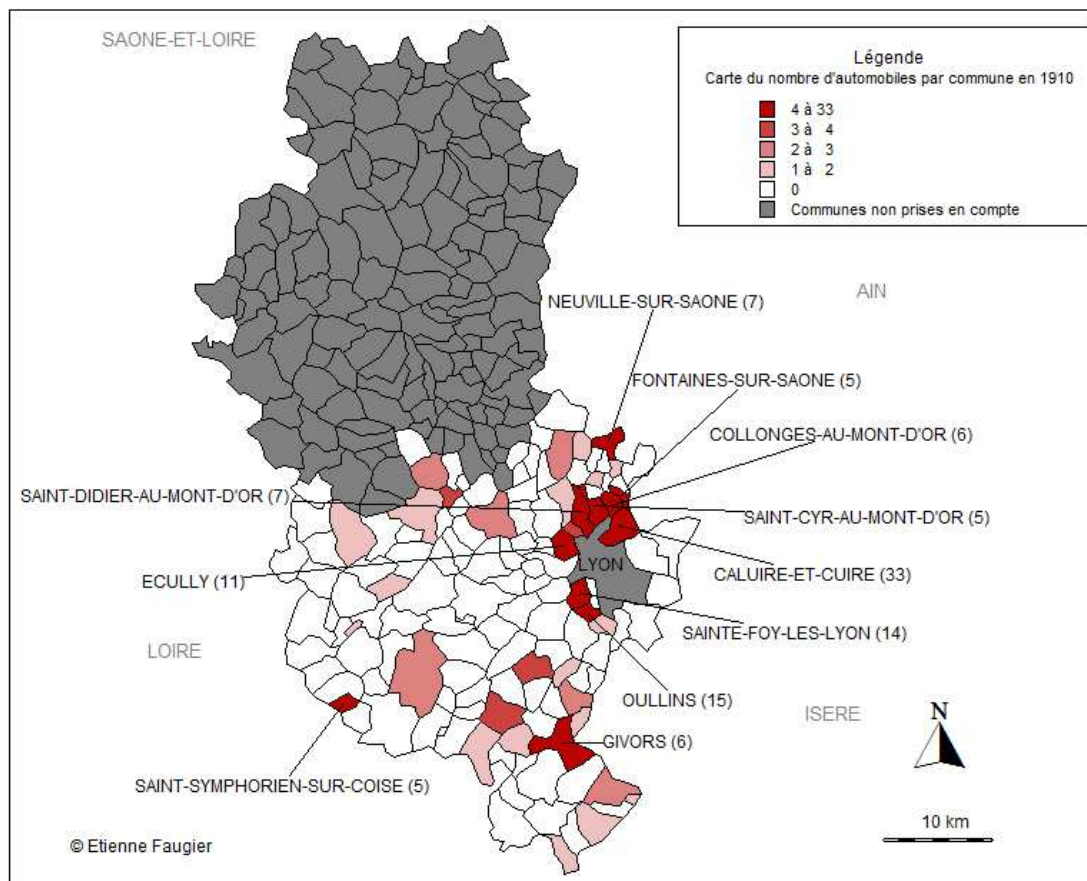 SAONE-ET-LOIRE
Légende
Carte du nombre d'automobiles par commune en 1910
4 à 33
3 à 4
2 à 3
1 à 2
0
Communes non prises en compte
AIN
NEUVILLE-SUR-SAONE (7)
FONTAINES-SUR-SAONE (5)
COLLONGES-AU-MONT-D'OR (6)
SAINT-DIDIER-AU-MONT-D'OR (7)
SAINT-CYR-AU-MONT-D'OR (5)
LYON
CALUIRE-ET-CUIRE (33)
ECULLY (11)
SAINTE-FOY-LES-LYON (14)
LOIRE
OULLINS (15)
ISERE
N
GIVORS (6)
SAINT-SYMPHORIEN-SUR-COISE (5)
10 km
© Etienne Faugier